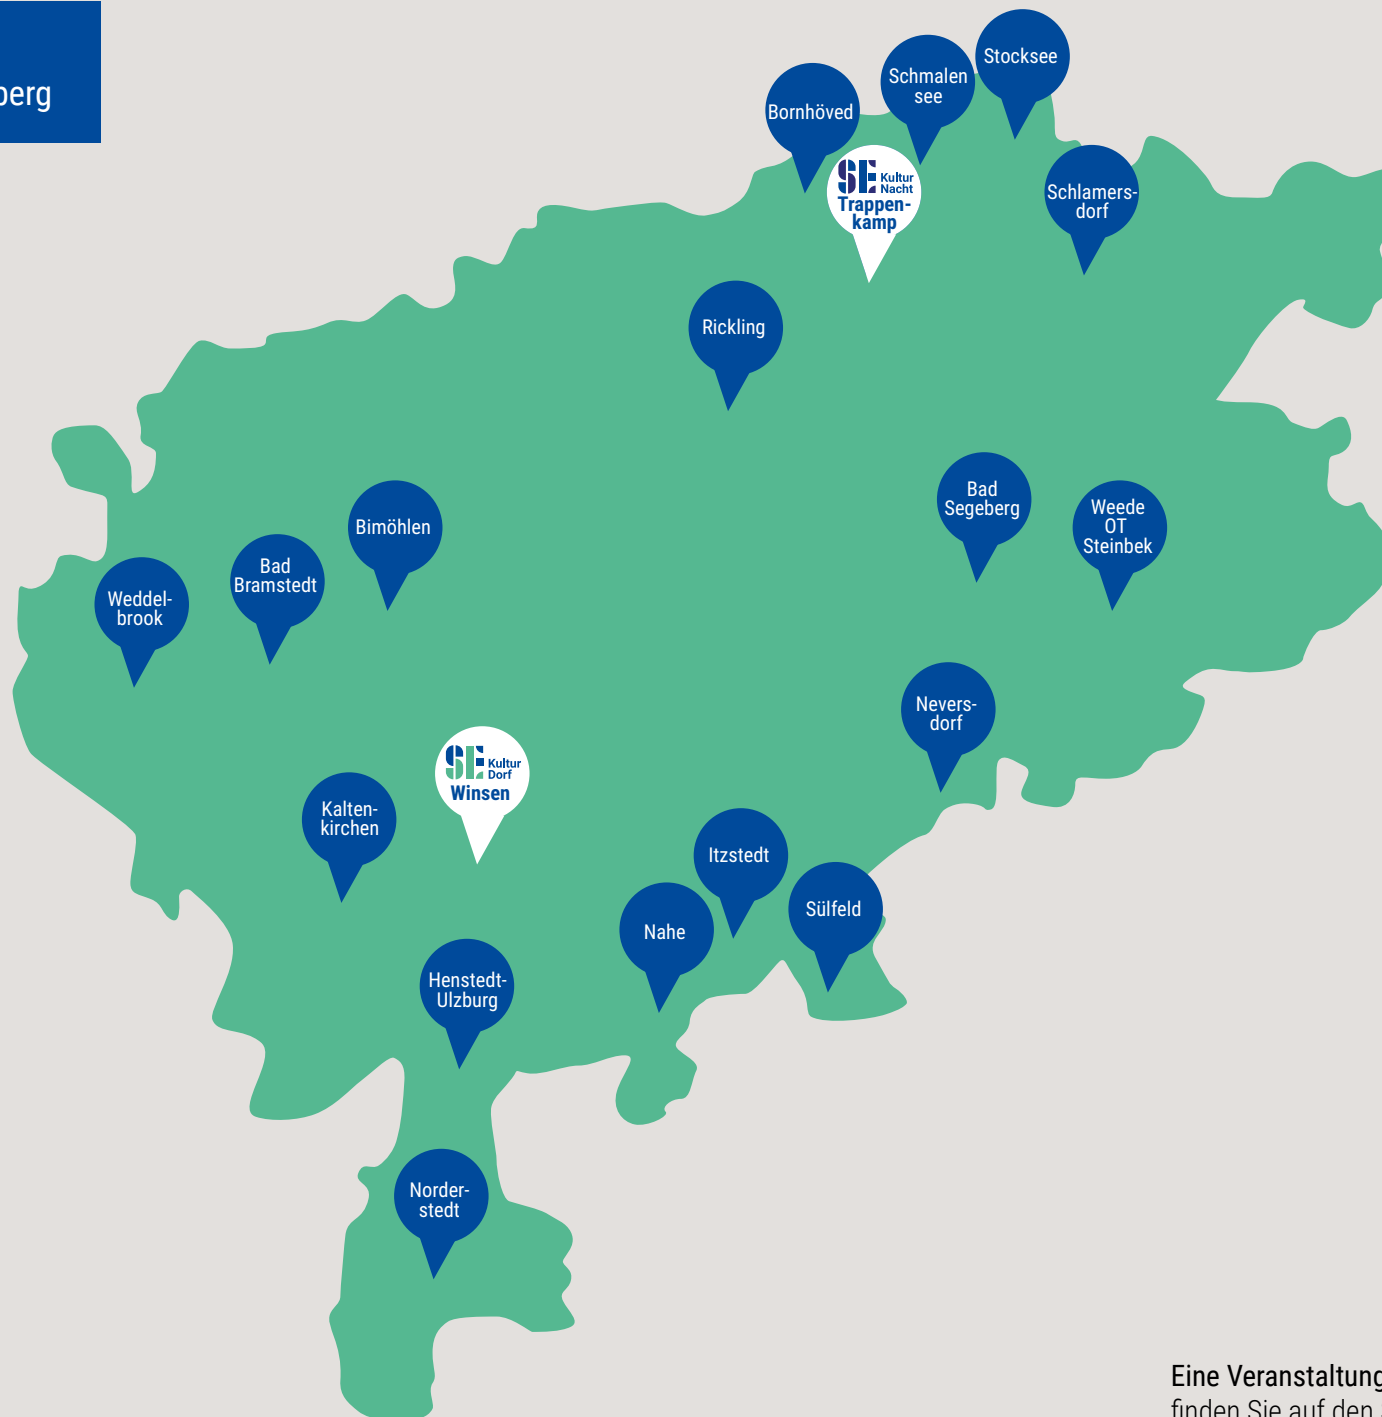 berg
Stocksee
Schmalen
see
Bornhöved
SE Kultur
Nacht
Trappen-
kamp
Schlamers-
dorf
Rickling
Bad
Segeberg
Weede
OT
Steinbek
Bimöhlen
Bad
Bramstedt
Weddel-
brook
Nevers-
dorf
SE Kultur
Dorf
Winsen
Kalten-
kirchen
Itzstedt
Sülfeld
Nahe
Henstedt-
Ulzburg
Norder-
stedt
Eine Veranstaltung
finden Sie auf den